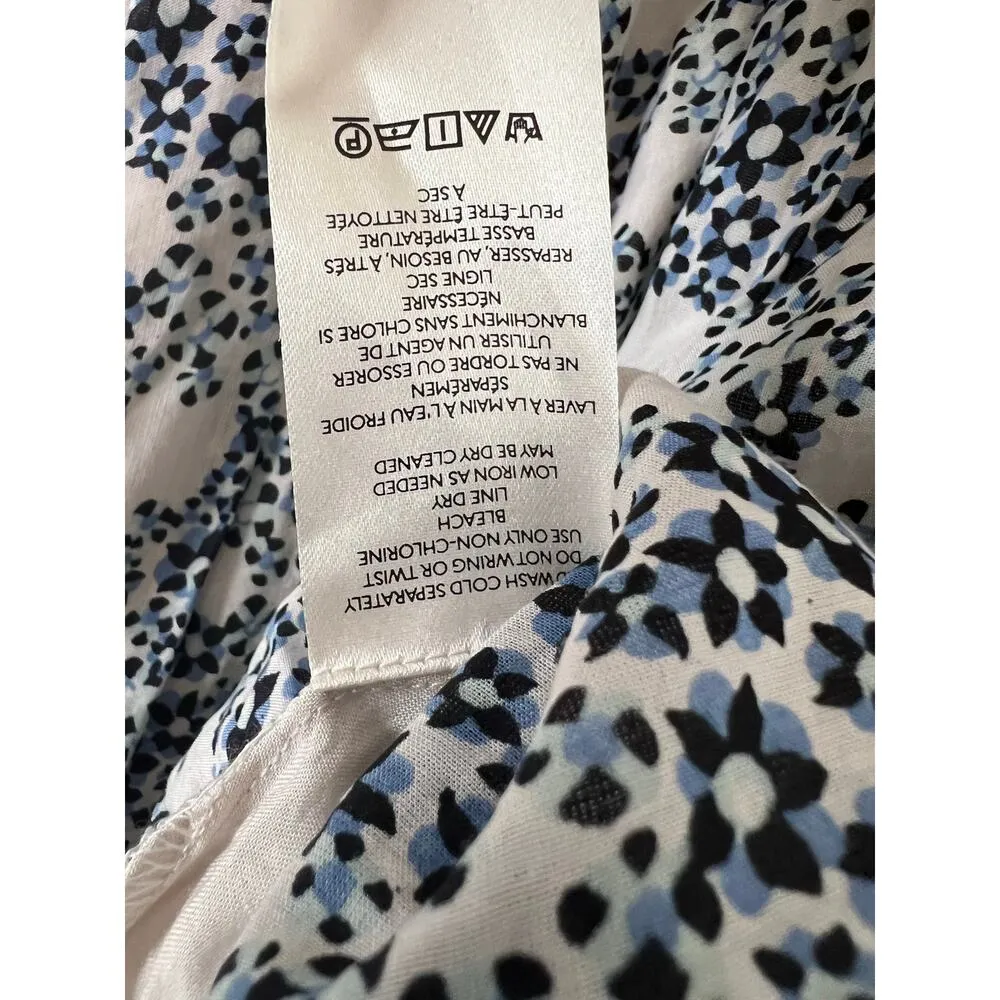 WASH COLD SEPARATELY
DO NOT WRING OR TWIST
USE ONLY NON-CHLORINE
BLEACH
LINE DRY
LOW IRON AS NEEDED
MAY BE DRY CLEANED
LAVER À LA MAIN À L'EAU FROIDE
SÉPARÉMEN
NE PAS TORDRE OU ESSORER
UTILISER UN AGENT DE
BLANCHIMENT SANS CHLORE SI
NÉCESSAIRE
LIGNE SEC
REPASSER, AU BESOIN, À TRÉS
BASSE TEMPÉRATURE
PEUT-ÊTRE ÊTRE NETTOYÉE
À SEC
P